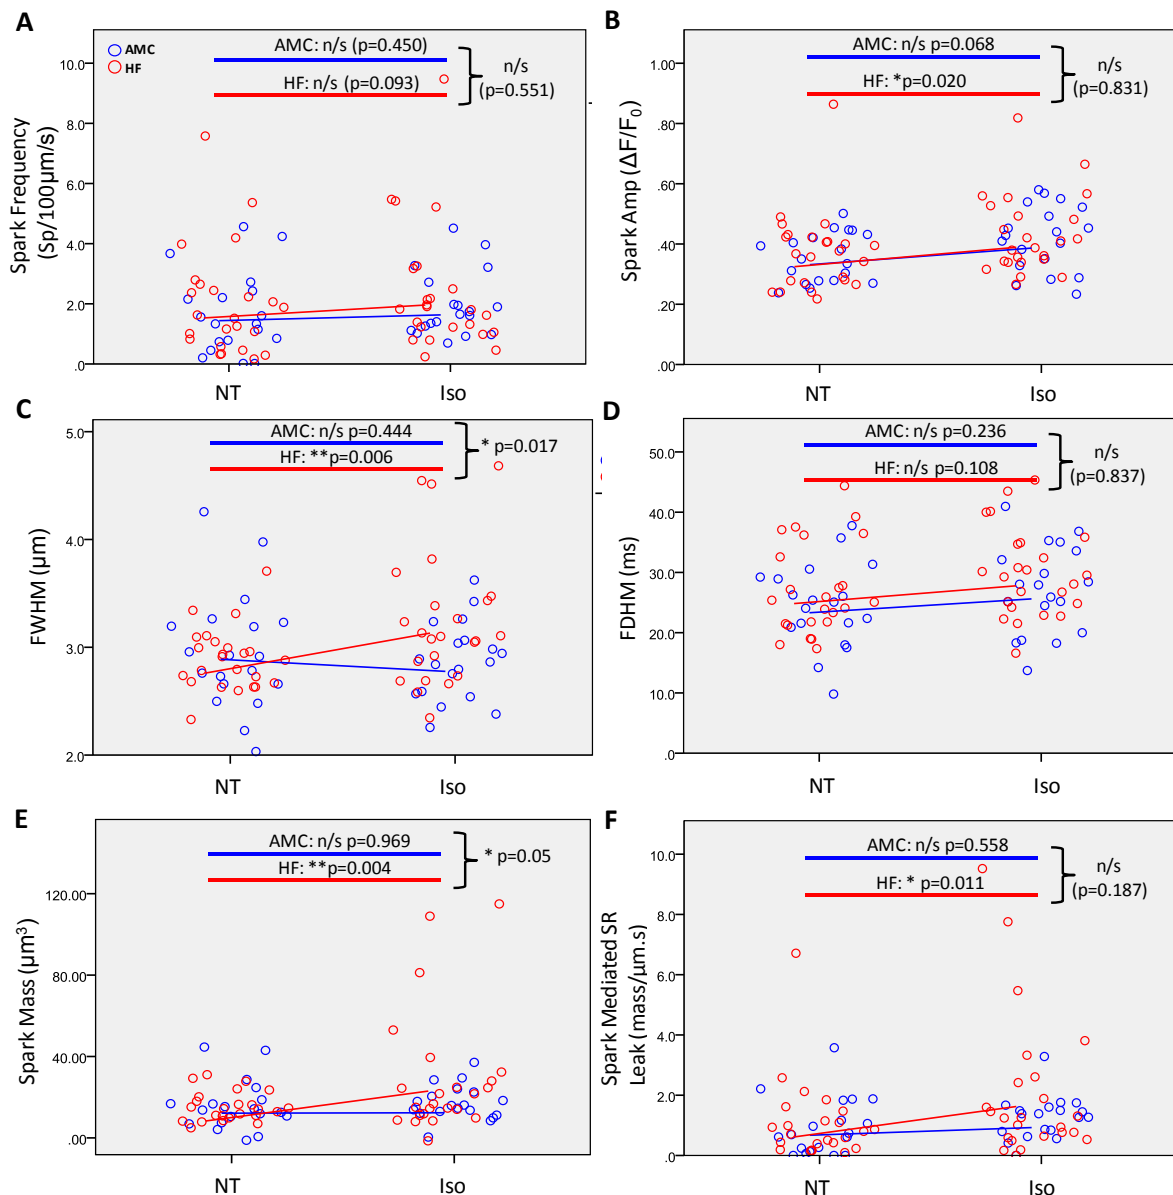 A
AMC
HF
AMC: n/s (p=0.450)
HF: n/s (p=0.093)
n/s
(p=0.551)
10.00
8.00
6.00
4.00
2.00
.00
Spark Frequency
(Sp/100µm/s)
NT
Iso
B
AMC: n/s p=0.068
HF: *p=0.020
n/s
(p=0.831)
1.00
.80
.60
.40
.20
.00
Spark Amp (ΔF/F0)
NT
Iso
C
AMC: n/s p=0.444
HF: **p=0.006
* p=0.017
5.0
4.0
3.0
2.0
FWHM (µm)
NT
Iso
D
AMC: n/s p=0.236
HF: n/s p=0.108
n/s
(p=0.837)
50.0
40.0
30.0
20.0
10.0
.0
FDHM (ms)
NT
Iso
E
AMC: n/s p=0.969
HF: **p=0.004
* p=0.05
120.00
80.00
40.00
.00
Spark Mass (µm³)
NT
Iso
F
AMC: n/s p=0.558
HF: * p=0.011
n/s
(p=0.187)
10.0
8.0
6.0
4.0
2.0
.0
Spark Mediated SR
Leak (mass/µm.s)
NT
Iso